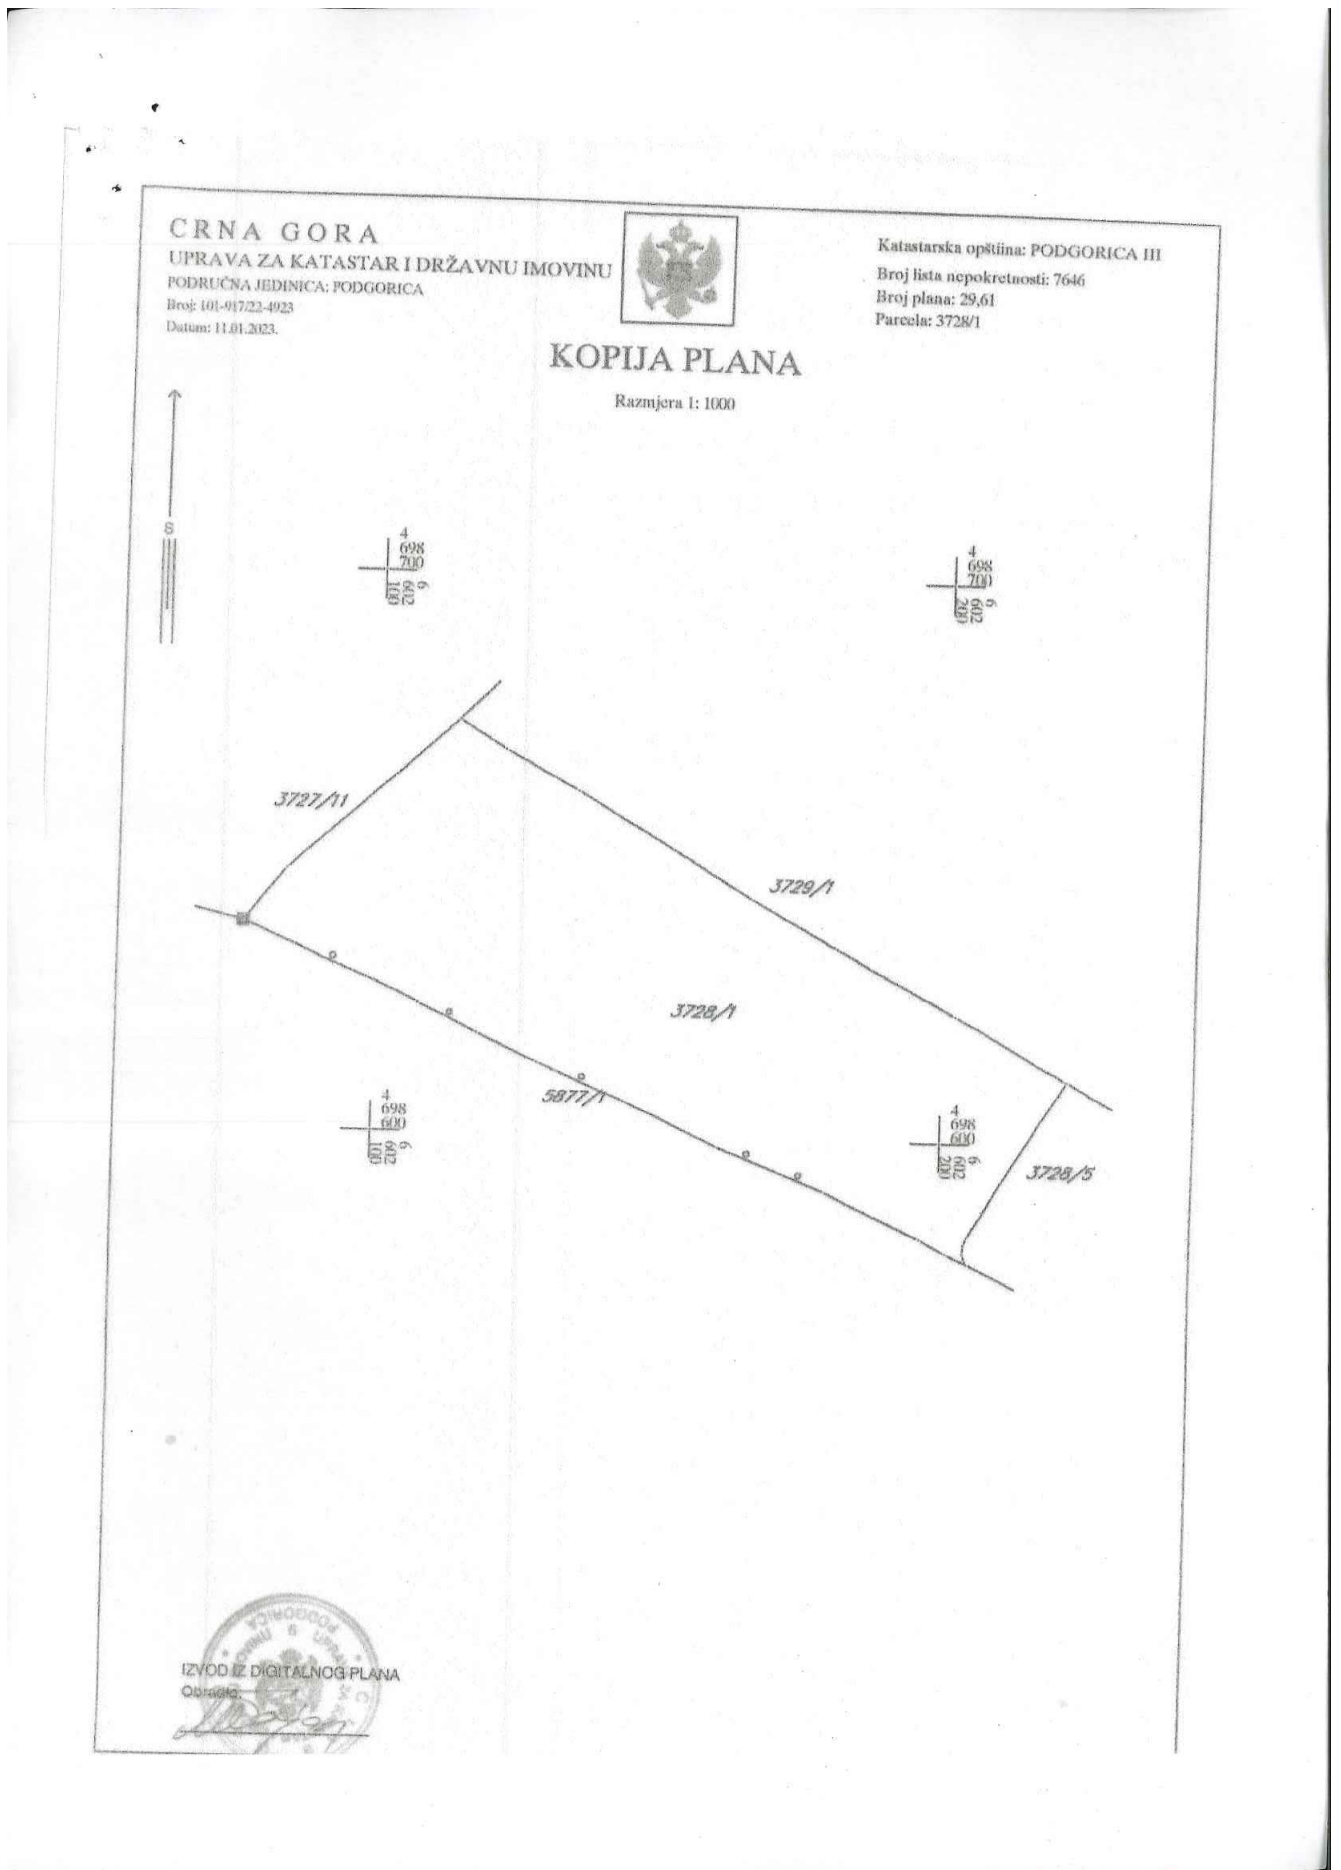 CRNA GORA
UPRAVA ZA KATASTAR I DRŽAVNU IMOVINU
PODRUČNA JEDINICA: PODGORICA
Broj: 101-917/22-4923
Datum: 11.01.2023.
Katastarska opština: PODGORICA III
Broj lista nepokretnosti: 7646
Broj plana: 29,61
Parcela: 3728/1
KOPIJA PLANA
Razmjera 1: 1000
S
4
698
700
6
602
100
4
698
700
6
602
200
3727/11
3729/1
3728/1
5877/1
4
698
600
6
602
100
4
698
600
6
602
200
3728/5
PODGORICA
IZVOD IZ DIGITALNOG PLANA
Obradio: